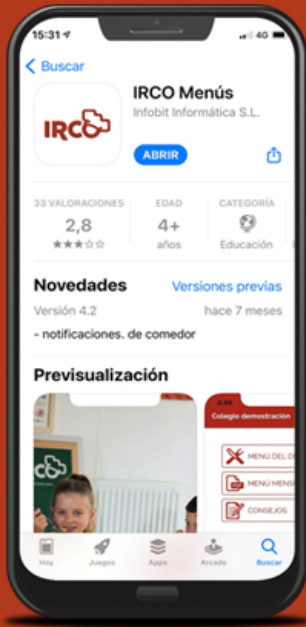 15:31
4G
Buscar
IRCO
IRCO Menús
Infobit Informática S.L.
ABRIR
33 VALORACIONES
EDAD
CATEGORÍA
2,8
4+
años
Educación
Novedades
Versiones previas
Versión 4.2
hace 7 meses
- notificaciones. de comedor
Previsualización
4:49
Colegio demostración
MENÚ DEL D
MENÚ MENS
CONSEJOS
Hoy
Juegos
Apps
Arcade
Buscar